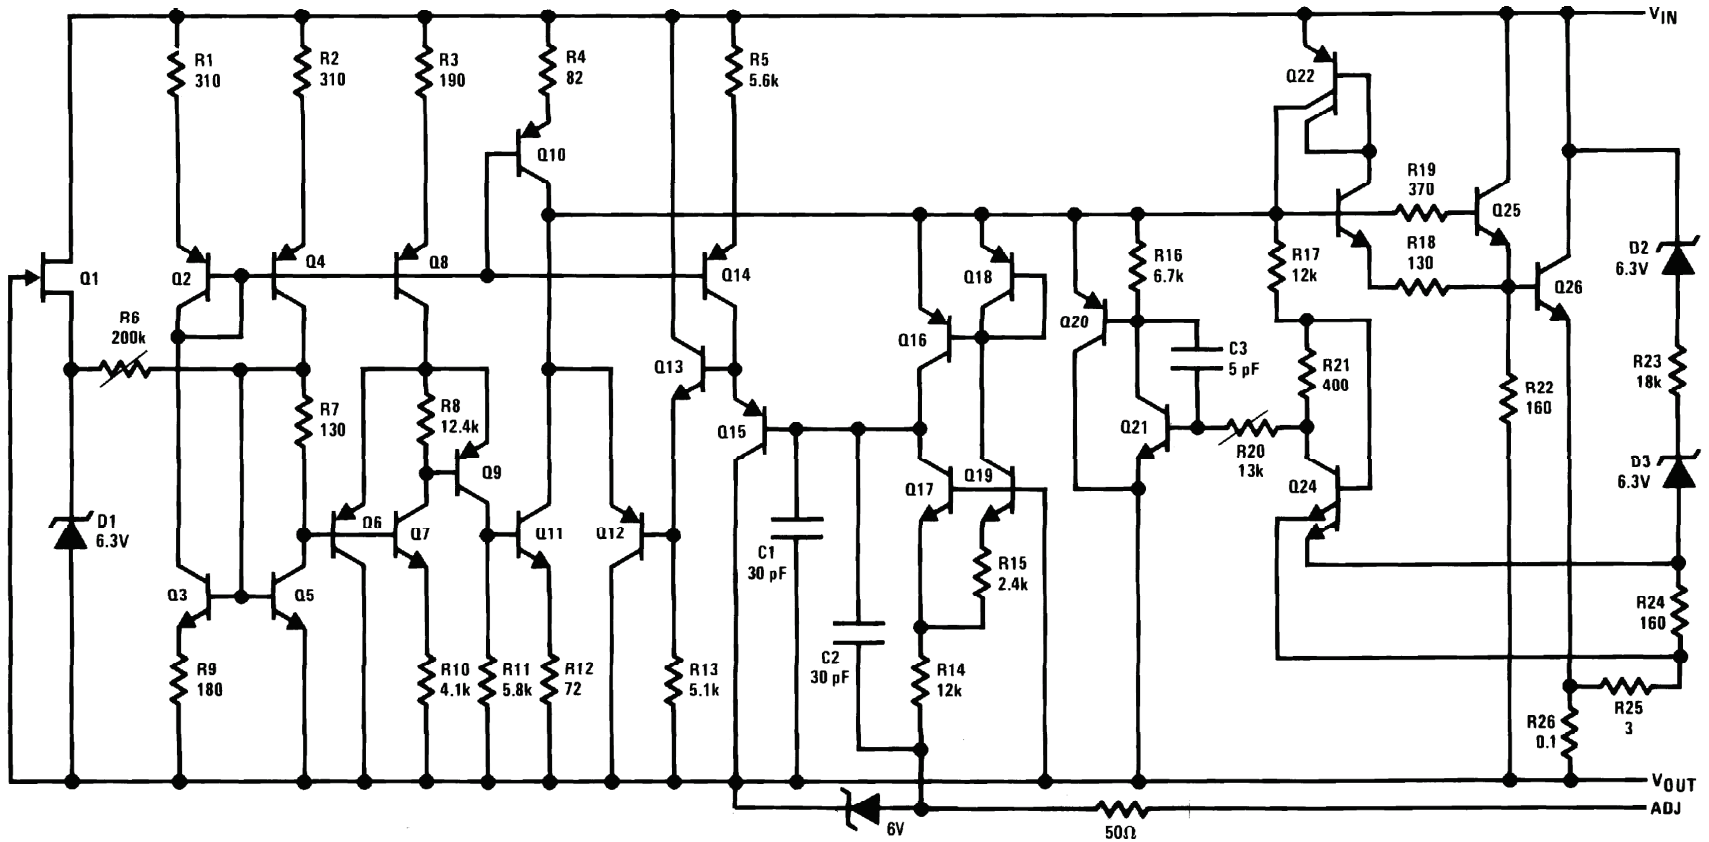 VIN
R1
310
R2
310
R3
190
R4
82
R5
5.6k
Q22
Q10
R19
370
Q25
R18
130
Q1
Q2
Q4
Q8
Q14
Q18
R16
6.7k
R17
12k
D2
6.3V
Q26
R6
200k
Q13
Q16
Q20
C3
5 pF
R21
400
R22
160
R23
18k
R7
130
R8
12.4k
Q15
Q21
R20
13k
Q9
Q17
Q19
Q24
D3
6.3V
D1
6.3V
Q6
Q7
Q11
Q12
C1
30 pF
R15
2.4k
Q3
Q5
R24
160
C2
30 pF
R9
180
R10
4.1k
R11
5.8k
R12
72
R13
5.1k
R14
12k
R25
3
R26
0.1
VOUT
ADJ
6V
50Ω